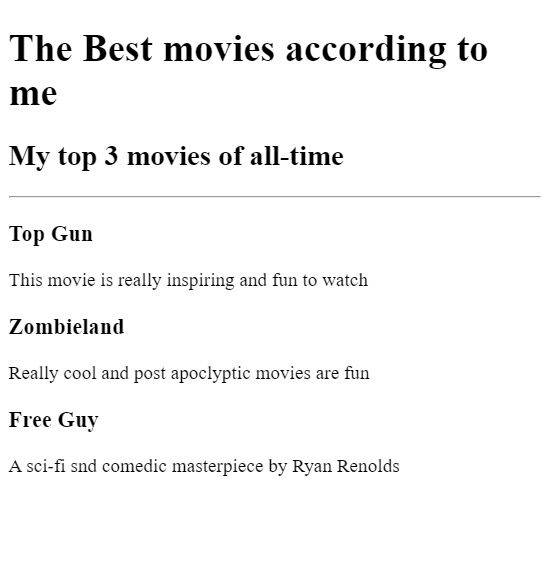 The Best movies according to
me
My top 3 movies of all-time
Top Gun
This movie is really inspiring and fun to watch
Zombieland
Really cool and post apoclyptic movies are fun
Free Guy
A sci-fi snd comedic masterpiece by Ryan Renolds